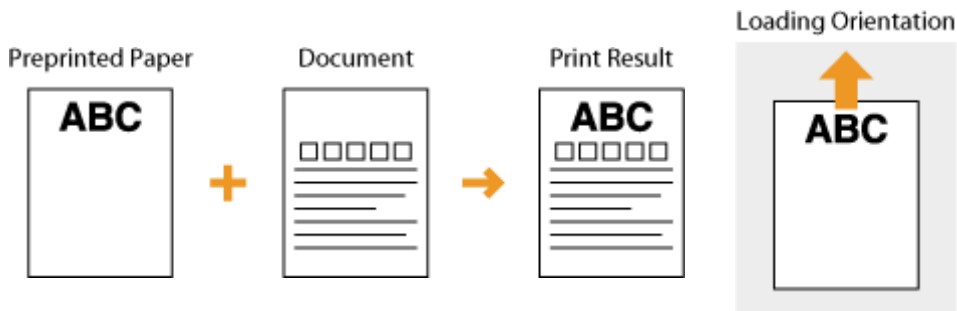 Loading Orientation
Preprinted Paper
Document
Print Result
ABC
ABC
ABC